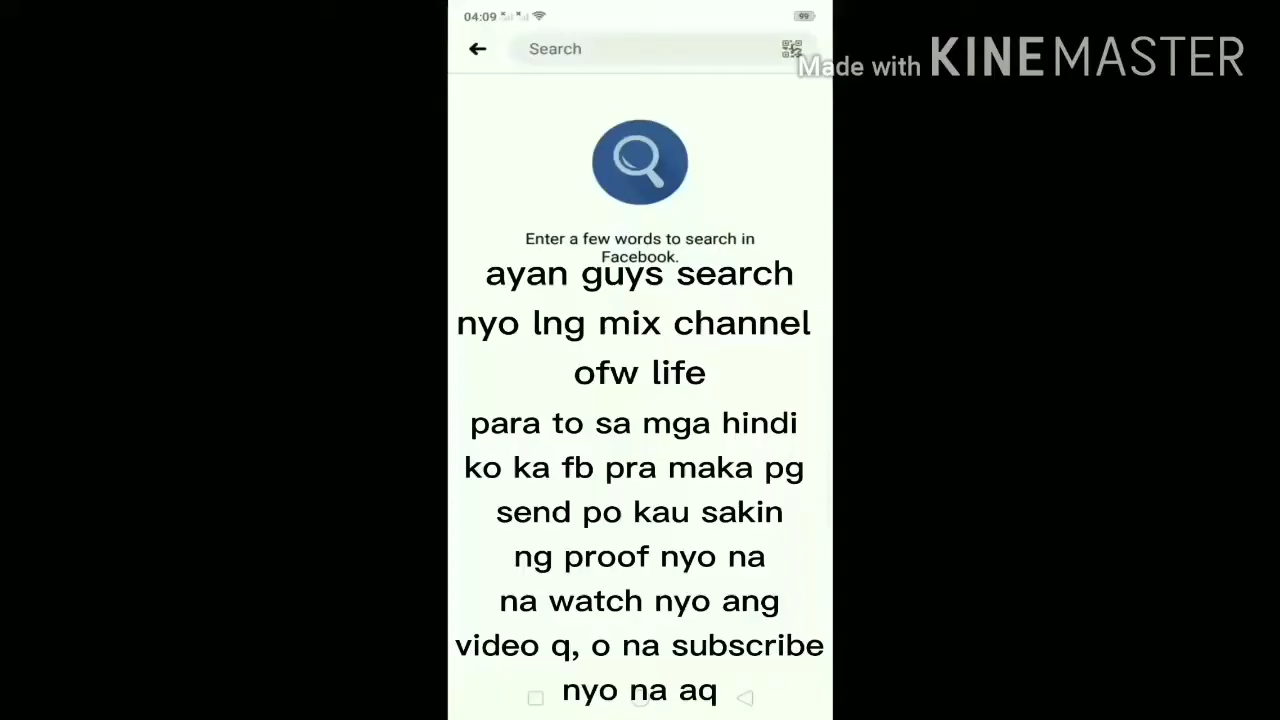 04:09
99
Search
Made with KINEMASTER
Enter a few words to search in
Facebook.
ayan guys search
nyo lng mix channel
ofw life
para to sa mga hindi
ko ka fb pra maka pg
send po kau sakin
ng proof nyo na
na watch nyo ang
video q, o na subscribe
nyo na aq